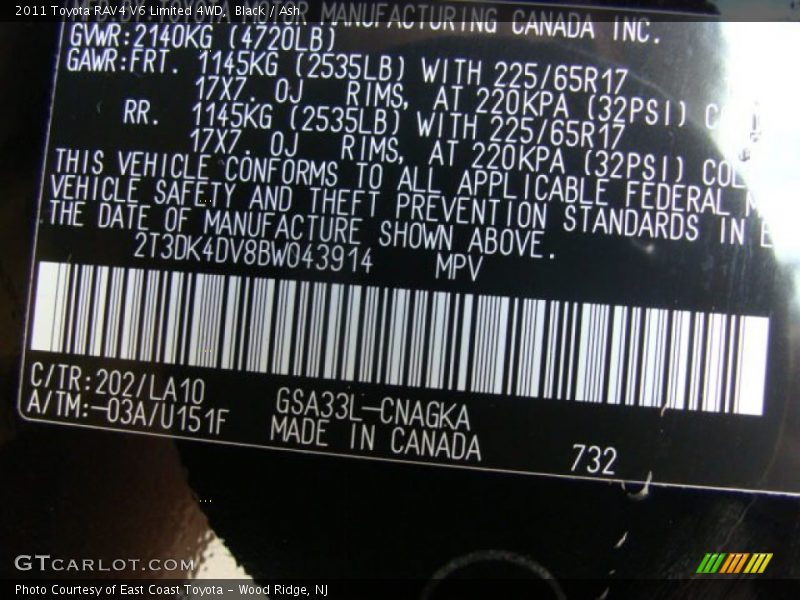 2011 Toyota RAV4 V6 Limited 4WD, Black / Ash
MANUFACTURING CANADA INC.
GVWR:2140KG (4720LB)
GAWR:FRT. 1145KG (2535LB) WITH 225/65R17
17X7. 0J RIMS, AT 220KPA (32PSI)
RR. 1145KG (2535LB) WITH 225/65R17
17X7. 0J RIMS, AT 220KPA (32PSI)
THIS VEHICLE CONFORMS TO ALL APPLICABLE FEDERAL
VEHICLE SAFETY AND THEFT PREVENTION STANDARDS IN
THE DATE OF MANUFACTURE SHOWN ABOVE.
2T3DK4DV8BW043914 MPV
C/TR:202/LA10
A/TM:-03A/U151F
GSA33L-CNAGKA
MADE IN CANADA
732
GTCARLOT.COM
Photo Courtesy of East Coast Toyota - Wood Ridge, NJ